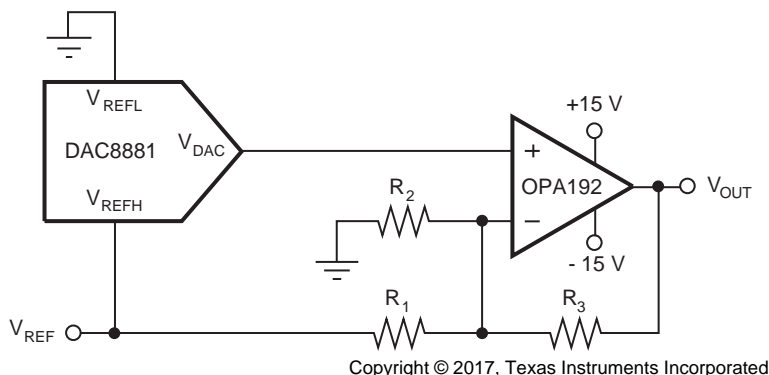 V_REFL
DAC8881
V_DAC
V_REFH
+15 V
+
OPA192
−
- 15 V
V_OUT
R_2
R_1
R_3
V_REF
Copyright © 2017, Texas Instruments Incorporated